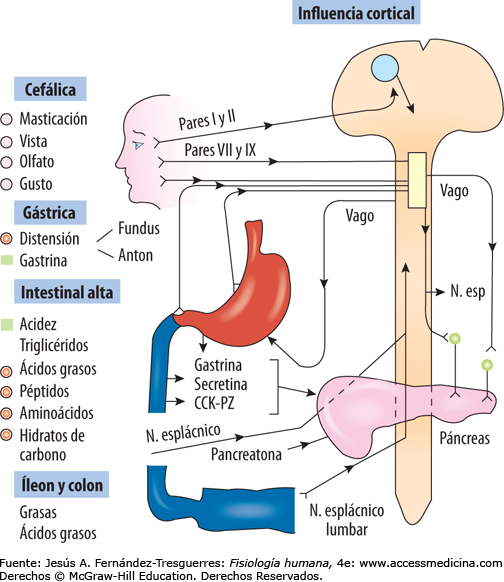 Influencia cortical
Cefálica
Masticación
Vista
Olfato
Gusto
Pares I y II
Pares VII y IX
Vago
Vago
Gástrica
Distensión
Gastrina
Fundus
Anton
N. esp
Intestinal alta
Acidez
Triglicéridos
Ácidos grasos
Péptidos
Aminoácidos
Hidratos de
carbono
Gastrina
Secretina
CCK-PZ
N. esplácnico
Pancreatona
Páncreas
N. esplácnico
lumbar
Íleon y colon
Grasas
Ácidos grasos
Fuente: Jesús A. Fernández-Tresguerres: Fisiología humana, 4e: www.accessmedicina.com
Derechos © McGraw-Hill Education. Derechos Reservados.